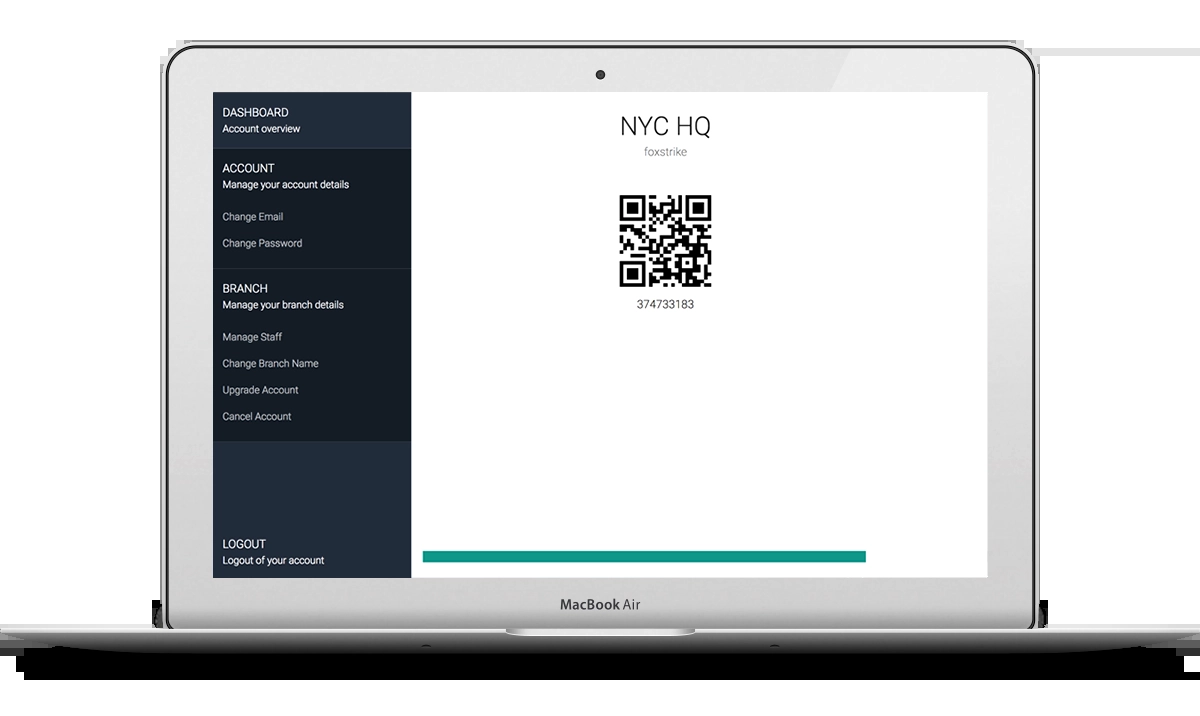 DASHBOARD
Account overview
ACCOUNT
Manage your account details
Change Email
Change Password
BRANCH
Manage your branch details
Manage Staff
Change Branch Name
Upgrade Account
Cancel Account
LOGOUT
Logout of your account
NYC HQ
foxstrike
374733183
MacBook Air